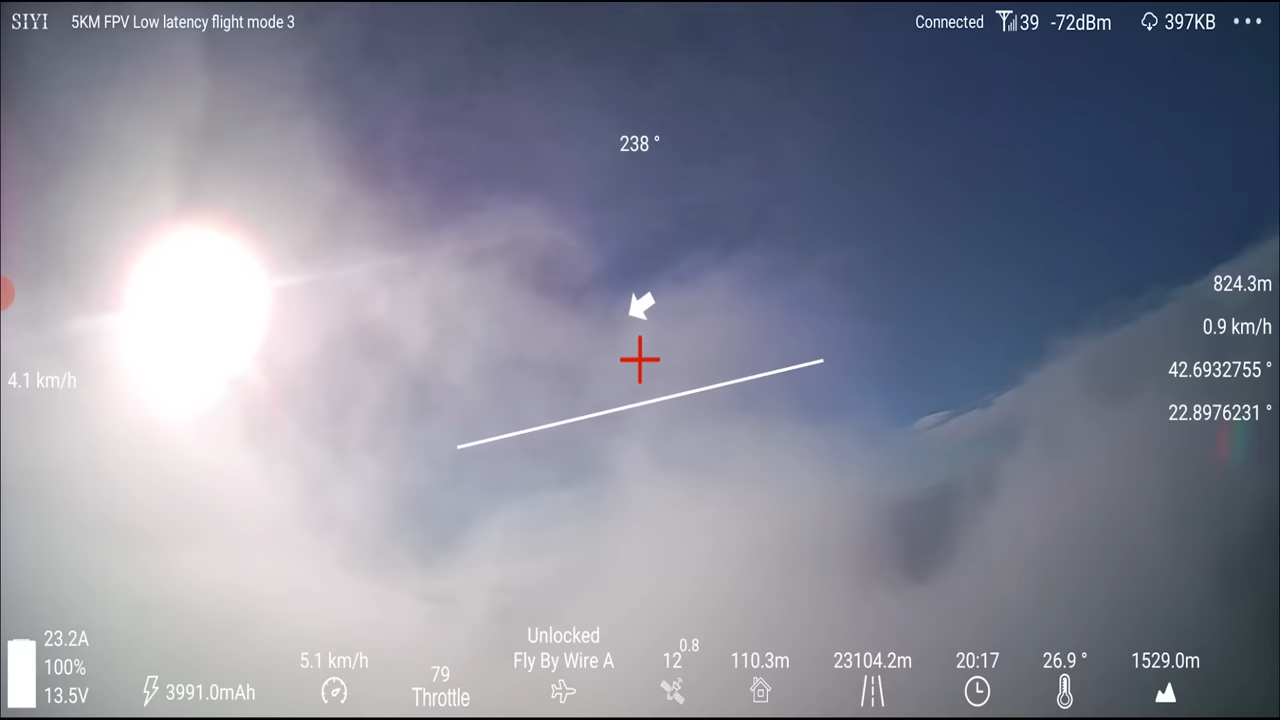 SIYI 5KM FPV Low latency flight mode 3 Connected 39 -72dBm 397KB
238 °
824.3m
0.9 km/h
42.6932755 °
4.1 km/h
22.8976231 °
23.2A
100%
13.5V
3991.0mAh
5.1 km/h
79
Throttle
Unlocked
Fly By Wire A
12 0.8
110.3m
23104.2m
20:17
26.9 °
1529.0m